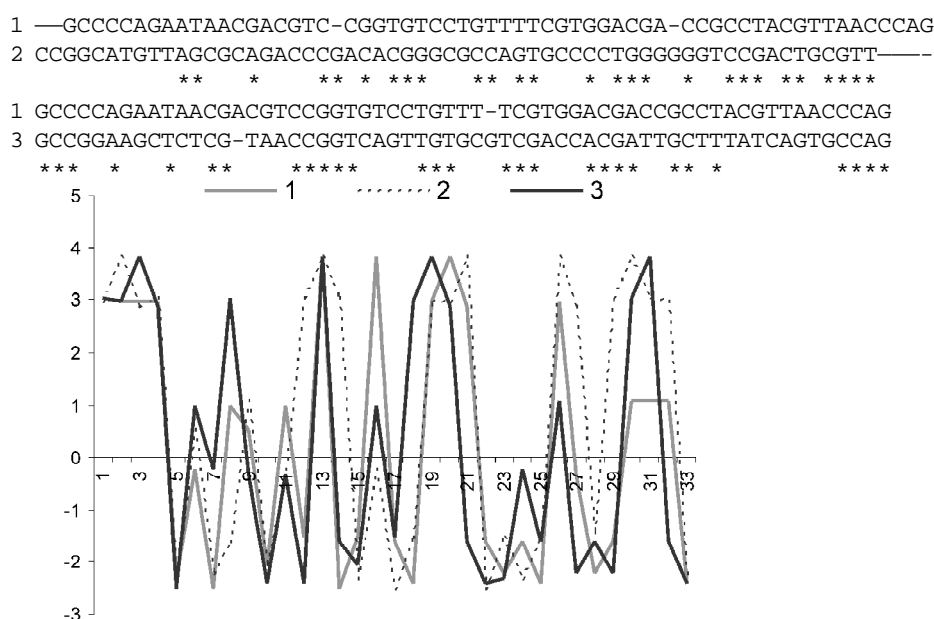 1 ——GCCCCAGAATAACGACGTC-CGGTGTCCTGTTTTCGTGGACGA-CCGCCTACGTTAACCCAG
2 CCGGCATGTTAGCGCAGACCCGACACGGGCGCCAGTGCCCCTGGGGGGTCCGACTGCGTT———-
** * ** * *** ** ** * *** * *** ** ****
1 GCCCCAGAATAACGACGTCCGGTGTCCTGTTT-TCGTGGACGACCGCCTACGTTAACCCAG
3 GCCGGAAGCTCTCG-TAACCGGTCAGTTGTGCGTCGACCACGATTGCTTTATCAGTGCCAG
*** * * ** ***** *** *** **** ** * ****
1 2 3
5
4
3
2
1
0
-1
-2
-3
1 3 5 7 9 11 13 15 17 19 21 23 25 27 29 31 33